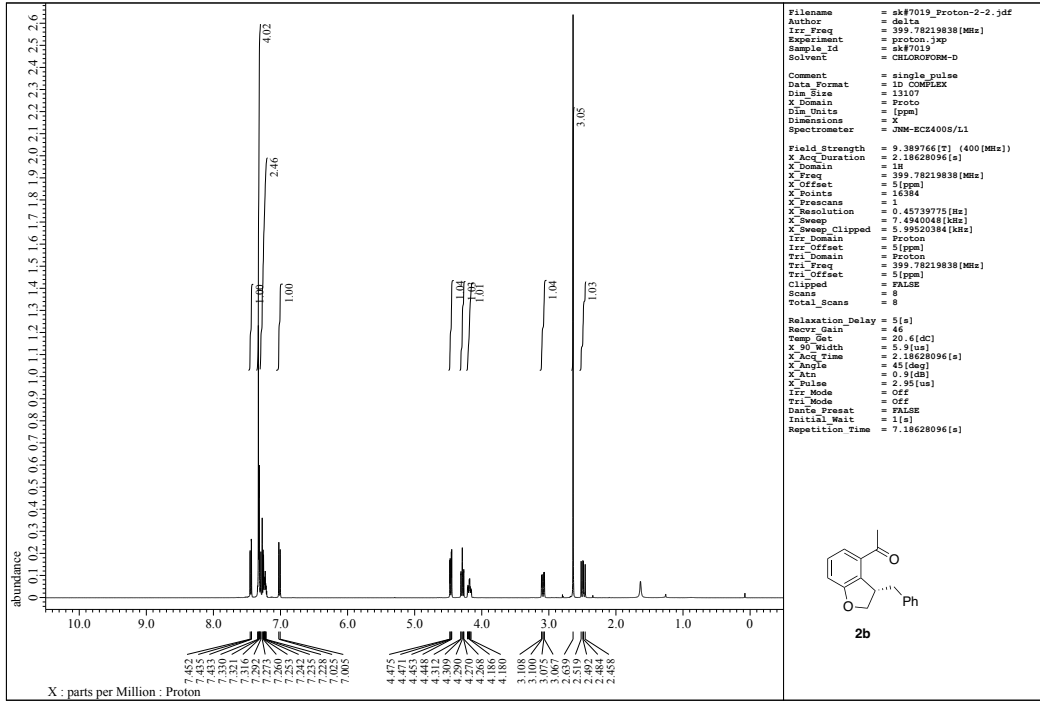 Filename = sk#7019_Proton-2-2.jdf
Author = delta
Irr_Freq = 399.78219838[MHz]
Experiment = proton.jxp
Sample_Id = sk#7019
Solvent = CHLOROFORM-D
Comment = single_pulse
Data_Format = 1D COMPLEX
Dim_Size = 13107
X_Domain = Proto
Dim_Units = [ppm]
Dimensions = X
Spectrometer = JNM-ECZ400S/L1
Field_Strength = 9.389766[T] (400[MHz])
X_Acq_Duration = 2.18628096[s]
X_Domain = 1H
X_Freq = 399.78219838[MHz]
X_Offset = 5[ppm]
X_Points = 16384
X_Prescans = 1
X_Resolution = 0.45739775[Hz]
X_Sweep = 7.4940048[kHz]
X_Sweep_Clipped = 5.99520384[kHz]
Irr_Domain = Proton
Irr_Offset = 5[ppm]
Tri_Domain = Proton
Tri_Freq = 399.78219838[MHz]
Tri_Offset = 5[ppm]
Clipped = FALSE
Scans = 8
Total_Scans = 8
Relaxation_Delay = 5[s]
Recvr_Gain = 46
Temp_Get = 20.6[dC]
X_90_Width = 5.9[us]
X_Acq_Time = 2.18628096[s]
X_Angle = 45[deg]
X_Atn = 0.9[dB]
X_Pulse = 2.95[us]
Irr_Mode = Off
Tri_Mode = Off
Dante_Presat = FALSE
Initial_Wait = 1[s]
Repetition_Time = 7.18628096[s]
abundance
2.6
2.5
2.4
2.3
2.2
2.1
2.0
1.9
1.8
1.7
1.6
1.5
1.4
1.3
1.2
1.1
1.0
0.9
0.8
0.7
0.6
0.5
0.4
0.3
0.2
0.1
0
1.00
4.02
2.46
1.00
1.04
1.03
1.01
1.04
3.05
1.03
10.0 9.0 8.0 7.0 6.0 5.0 4.0 3.0 2.0 1.0 0
7.452
7.435
7.433
7.330
7.321
7.316
7.292
7.273
7.260
7.253
7.242
7.235
7.228
7.025
7.005
4.475
4.471
4.453
4.448
4.312
4.309
4.290
4.270
4.268
4.186
4.180
3.108
3.100
3.075
3.067
2.639
2.519
2.492
2.484
2.458
X : parts per Million : Proton
O
O
Ph
2b